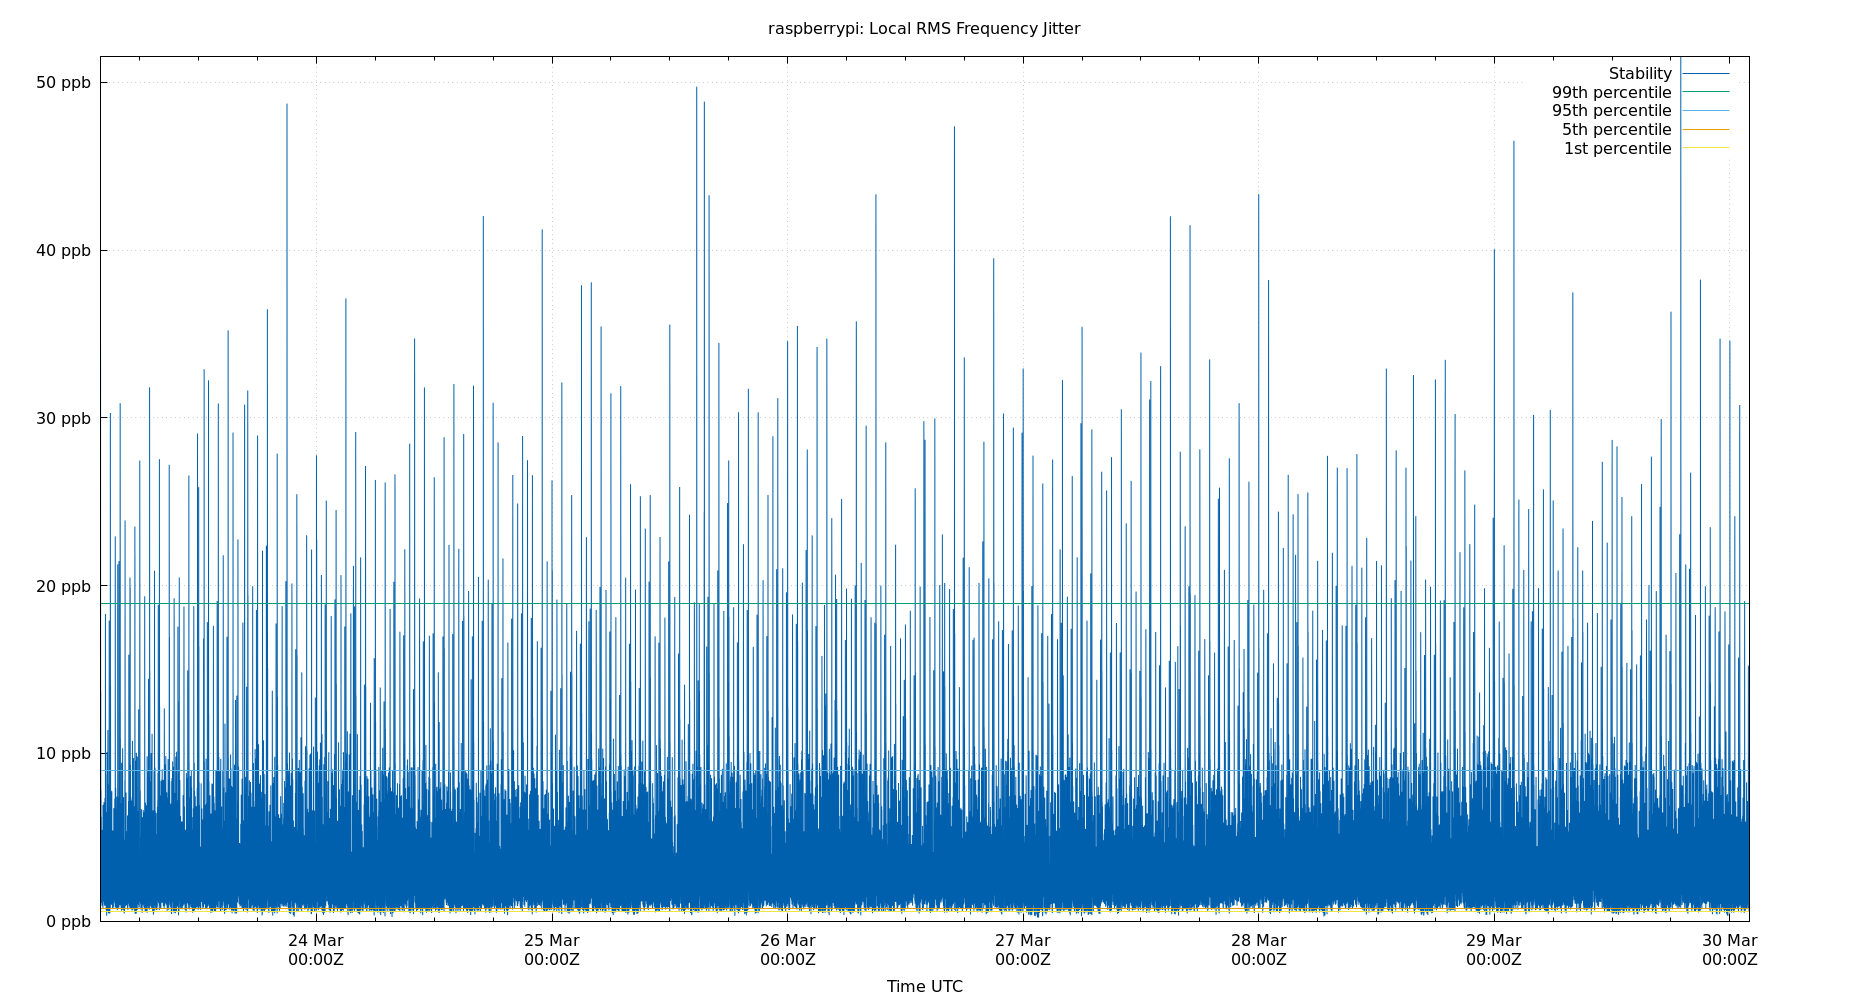 raspberrypi: Local RMS Frequency Jitter
50 ppb
40 ppb
30 ppb
20 ppb
10 ppb
0 ppb
Stability
99th percentile
95th percentile
5th percentile
1st percentile
24 Mar
00:00Z
25 Mar
00:00Z
26 Mar
00:00Z
27 Mar
00:00Z
28 Mar
00:00Z
29 Mar
00:00Z
30 Mar
00:00Z
Time UTC